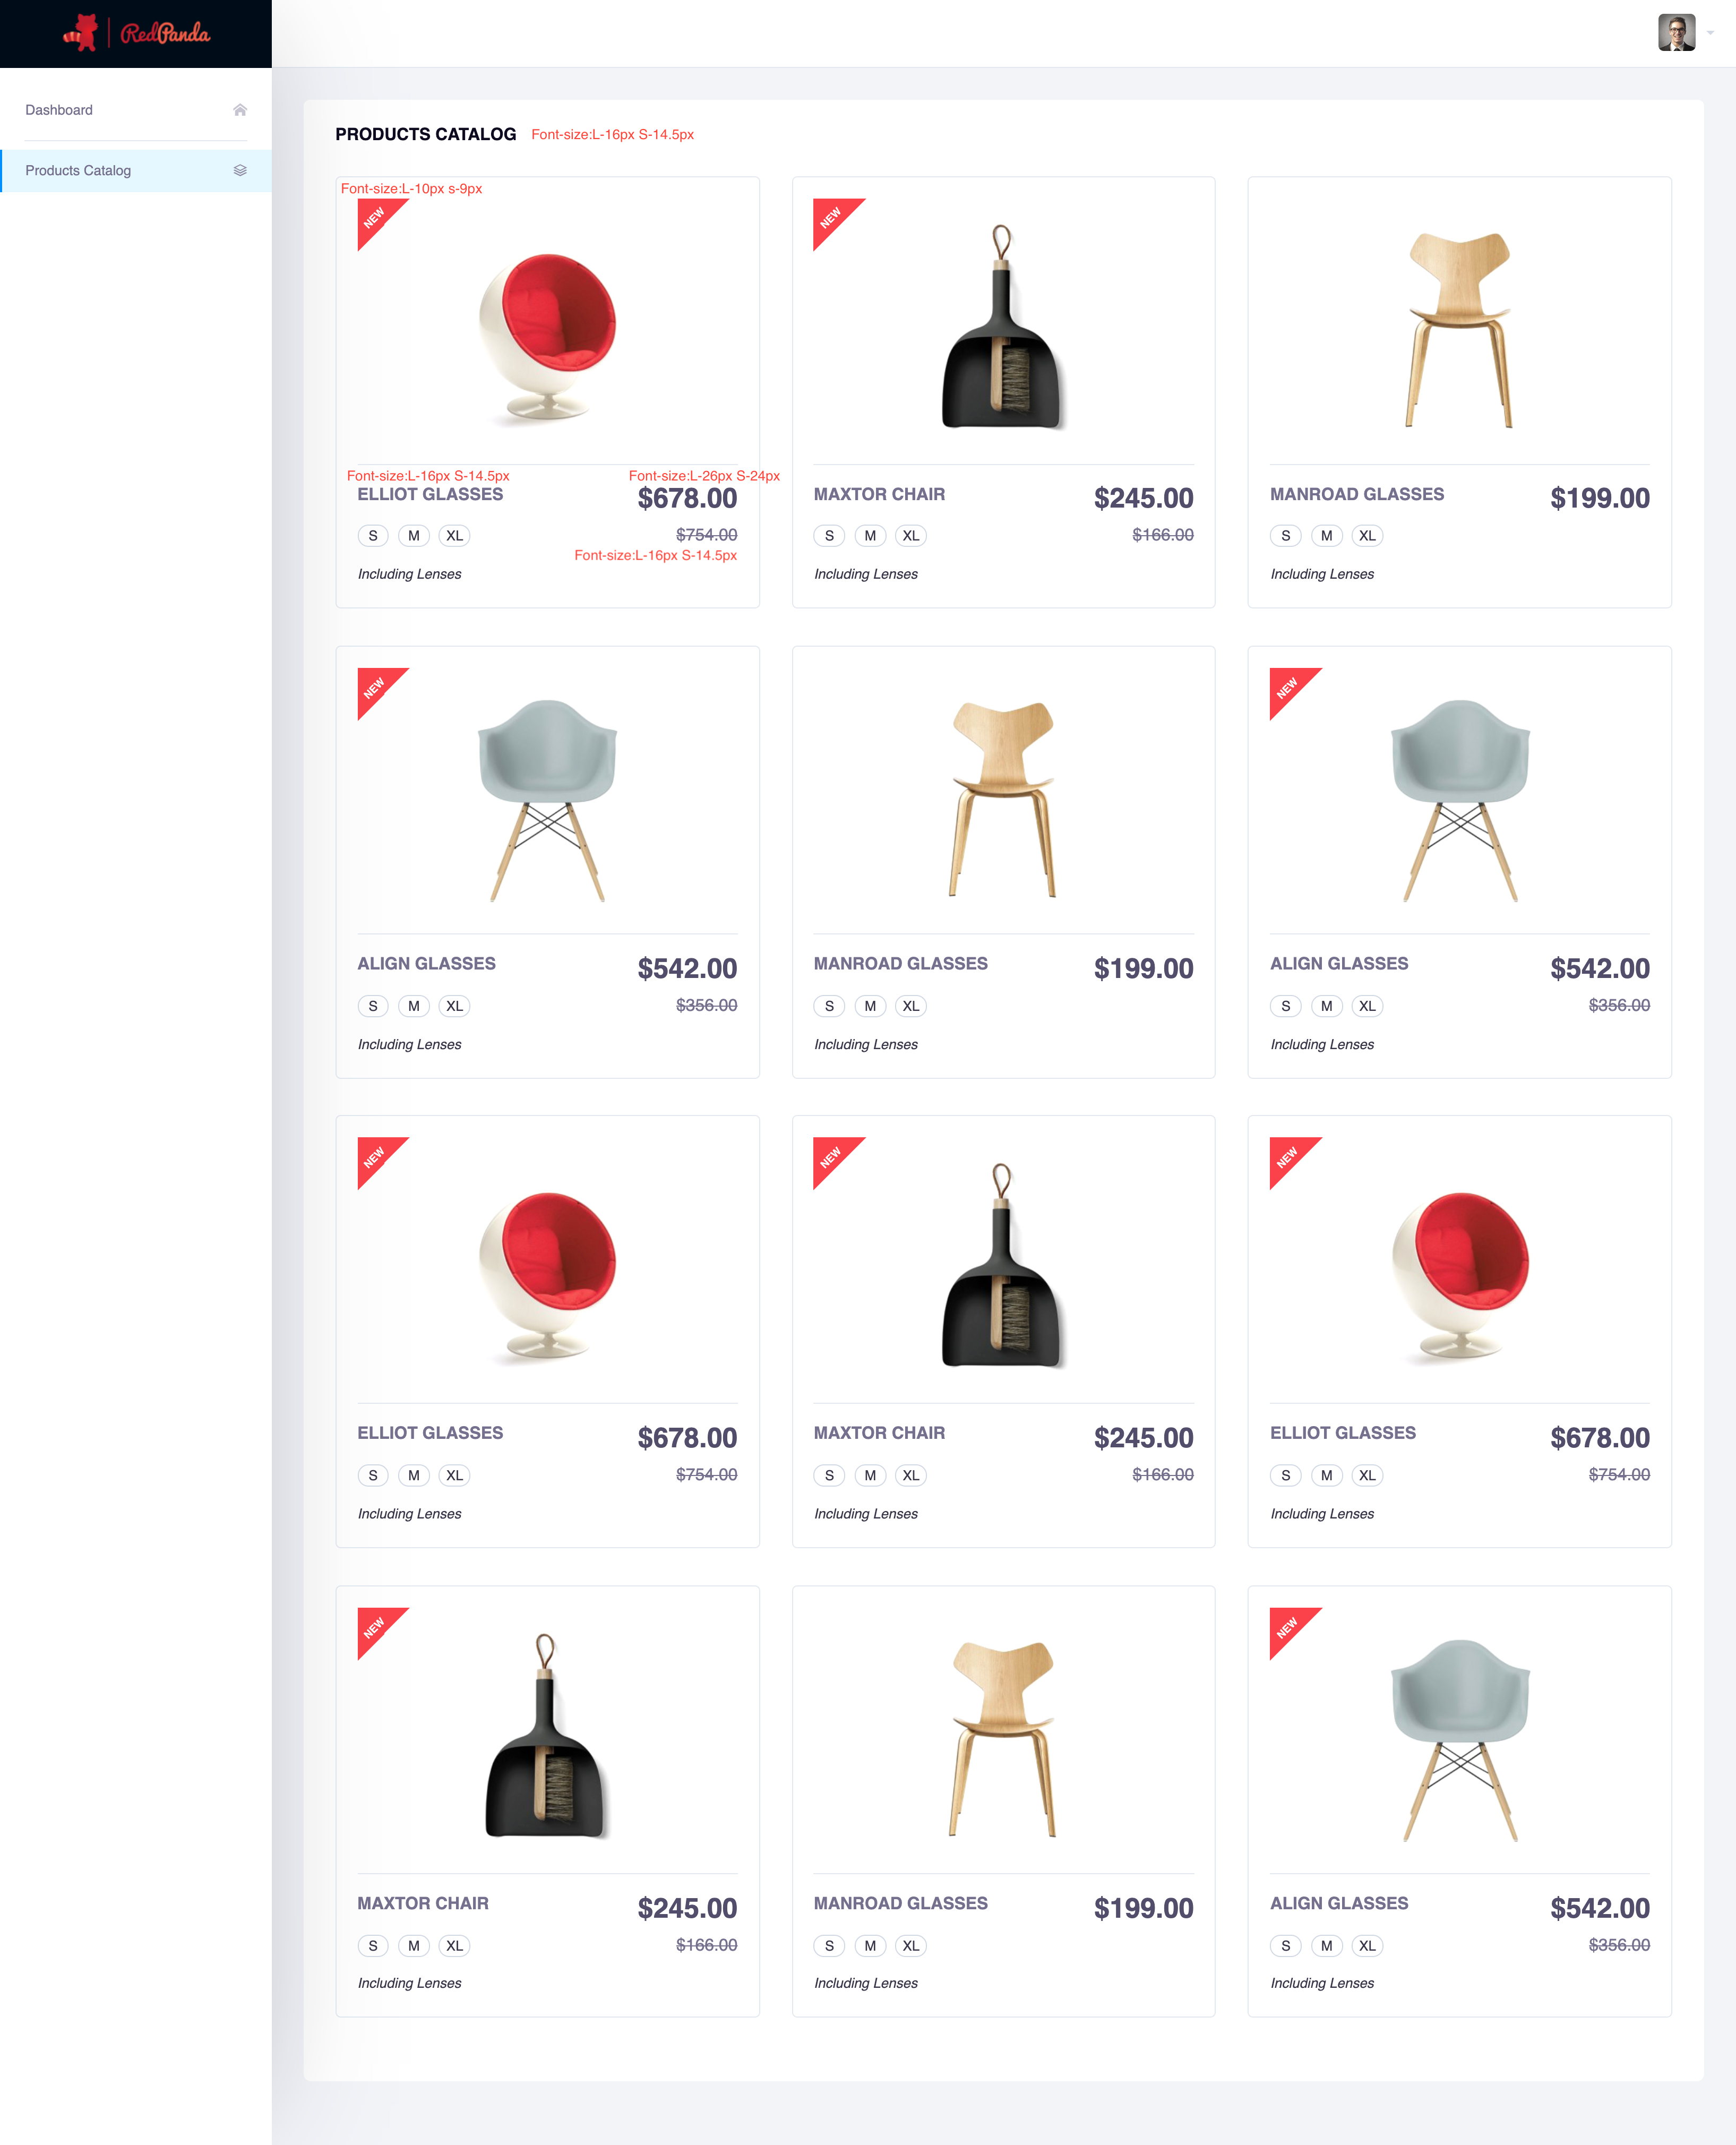 RedPanda
Dashboard
Products Catalog
PRODUCTS CATALOG Font-size:L-16px S-14.5px
Font-size:L-10px s-9px
NEW
NEW
Font-size:L-16px S-14.5px Font-size:L-26px S-24px
ELLIOT GLASSES $678.00
S M XL $754.00
Font-size:L-16px S-14.5px
Including Lenses
MAXTOR CHAIR $245.00
S M XL $166.00
Including Lenses
MANROAD GLASSES $199.00
S M XL
Including Lenses
NEW
ALIGN GLASSES $542.00
S M XL $356.00
Including Lenses
MANROAD GLASSES $199.00
S M XL
Including Lenses
NEW
ALIGN GLASSES $542.00
S M XL $356.00
Including Lenses
NEW
ELLIOT GLASSES $678.00
S M XL $754.00
Including Lenses
NEW
MAXTOR CHAIR $245.00
S M XL $166.00
Including Lenses
NEW
ELLIOT GLASSES $678.00
S M XL $754.00
Including Lenses
NEW
MAXTOR CHAIR $245.00
S M XL $166.00
Including Lenses
MANROAD GLASSES $199.00
S M XL
Including Lenses
NEW
ALIGN GLASSES $542.00
S M XL $356.00
Including Lenses